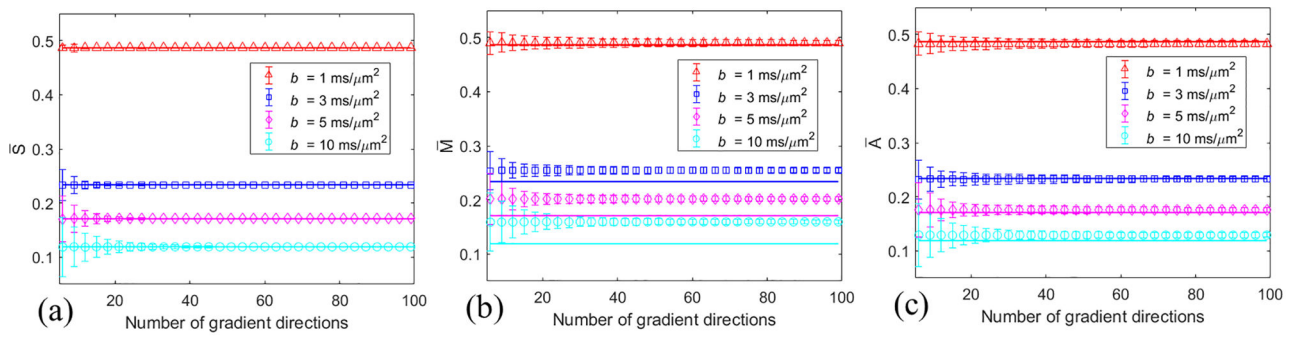 S̅
0.5
0.4
0.3
0.2
0.1
b = 1 ms/μm²
b = 3 ms/μm²
b = 5 ms/μm²
b = 10 ms/μm²
20 40 60 80 100
Number of gradient directions
(a)
M̅
0.5
0.4
0.3
0.2
0.1
b = 1 ms/μm²
b = 3 ms/μm²
b = 5 ms/μm²
b = 10 ms/μm²
20 40 60 80 100
Number of gradient directions
(b)
A̅
0.5
0.4
0.3
0.2
0.1
b = 1 ms/μm²
b = 3 ms/μm²
b = 5 ms/μm²
b = 10 ms/μm²
20 40 60 80 100
Number of gradient directions
(c)